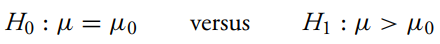 H₀ : μ = μ₀ versus H₁ : μ > μ₀